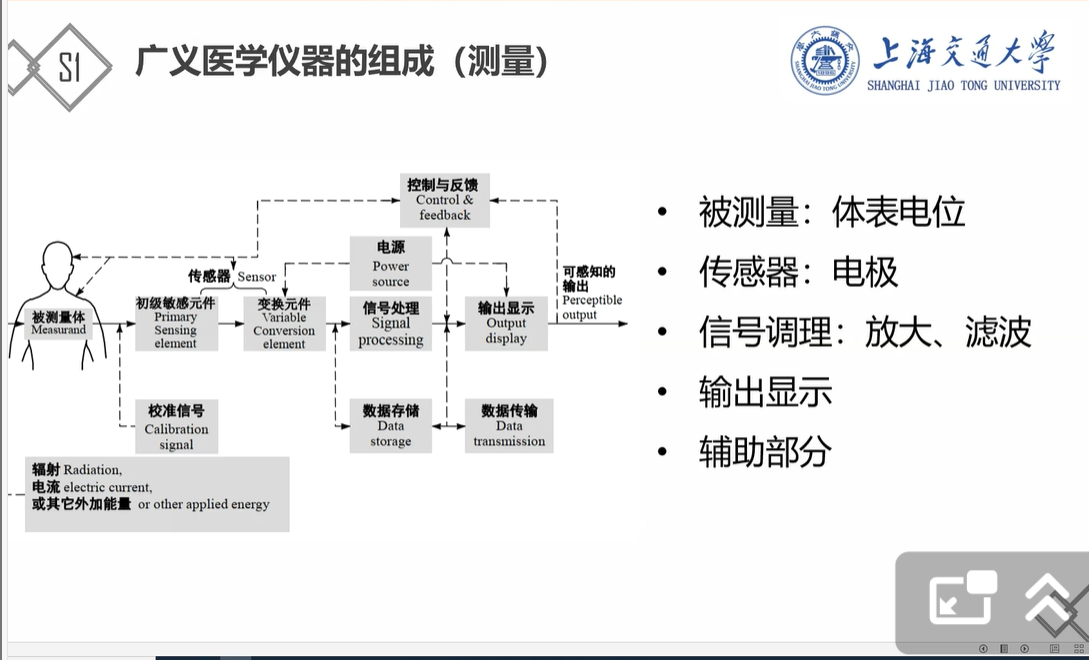 S1
广义医学仪器的组成（测量）
上海交通大学
SHANGHAI JIAO TONG UNIVERSITY
控制与反馈
Control &
feedback
电源
Power
source
传感器 Sensor
可感知的
输出
Perceptible
output
被测量体
Measurand
初级敏感元件
Primary
Sensing
element
变换元件
Variable
Conversion
element
信号处理
Signal
processing
输出显示
Output
display
校准信号
Calibration
signal
数据存储
Data
storage
数据传输
Data
transmission
辐射 Radiation,
电流 electric current,
或其它外加能量 or other applied energy
• 被测量：体表电位
• 传感器：电极
• 信号调理：放大、滤波
• 输出显示
• 辅助部分